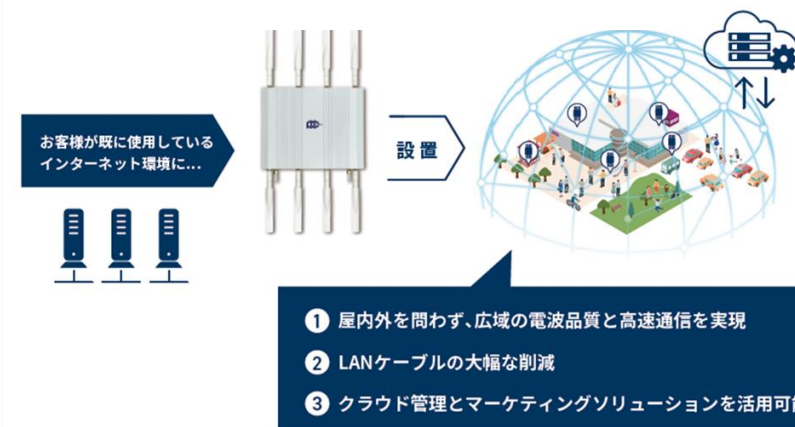 お客様が既に使用している
インターネット環境に...
設置
1 屋内外を問わず、広域の電波品質と高速通信を実現
2 LANケーブルの大幅な削減
3 クラウド管理とマーケティングソリューションを活用可能